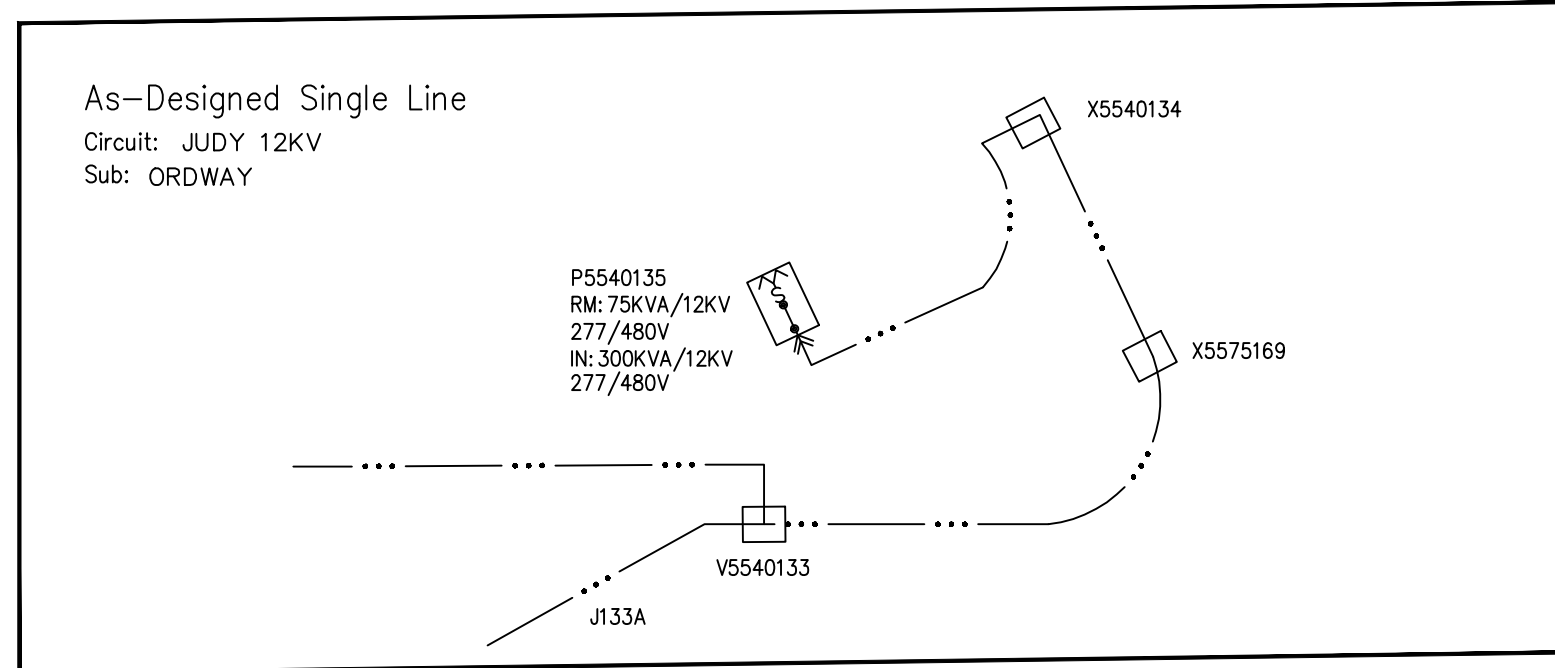 As-Designed Single Line
Circuit: JUDY 12KV
Sub: ORDWAY
X5540134
P5540135
RM: 75KVA/12KV
277/480V
IN: 300KVA/12KV
277/480V
X5575169
V5540133
J133A